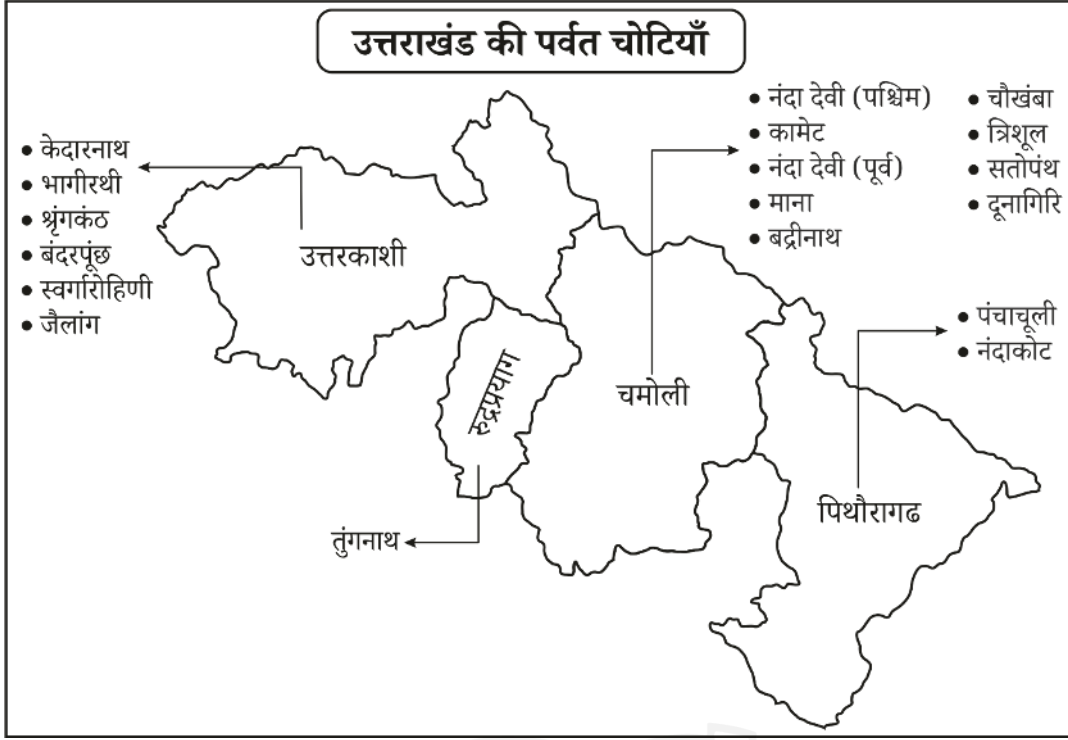 उत्तराखंड की पर्वत चोटियाँ
• केदारनाथ
• भागीरथी
• श्रृंगकंठ
• बंदरपूंछ
• स्वर्गारोहिणी
• जैलांग
उत्तरकाशी
• नंदा देवी (पश्चिम)
• कामेट
• नंदा देवी (पूर्व)
• माना
• बद्रीनाथ
• चौखंबा
• त्रिशूल
• सतोपंथ
• दूनागिरि
चमोली
• पंचाचूली
• नंदाकोट
पिथौरागढ
रुद्रप्रयाग
तुंगनाथ